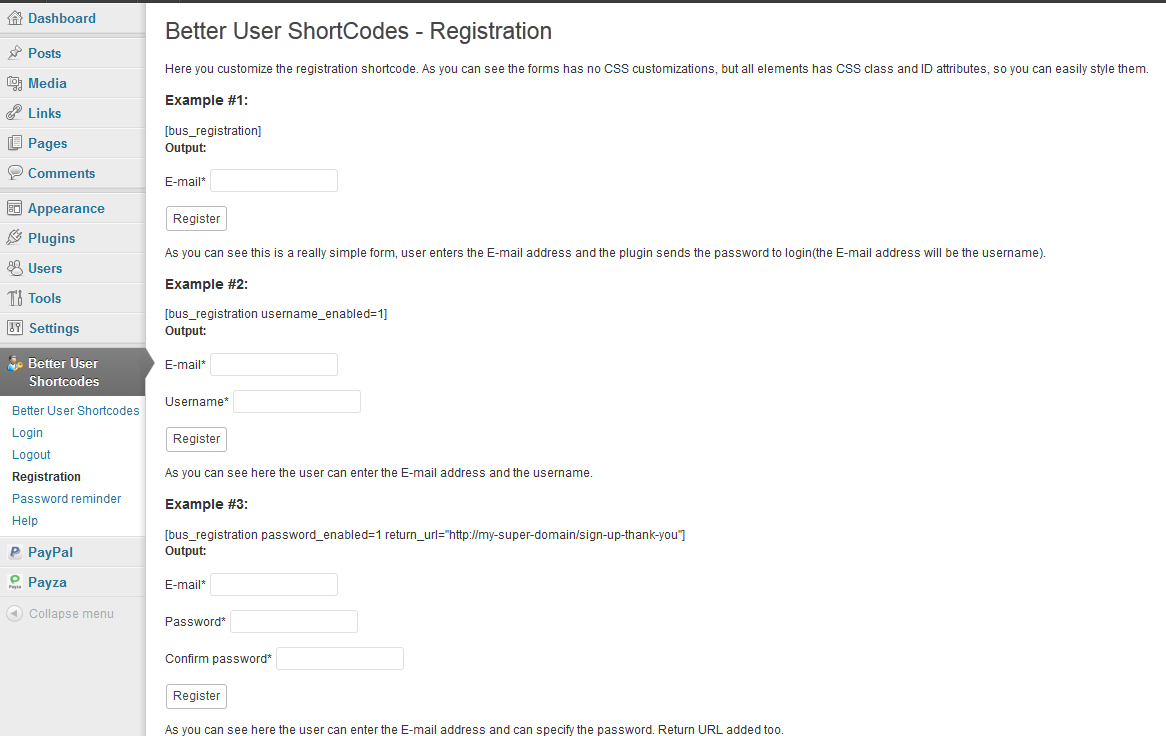 Dashboard
Posts
Media
Links
Pages
Comments
Appearance
Plugins
Users
Tools
Settings
Better User
Shortcodes
Better User Shortcodes
Login
Logout
Registration
Password reminder
Help
PayPal
Payza
Collapse menu
Better User ShortCodes - Registration
Here you customize the registration shortcode. As you can see the forms has no CSS customizations, but all elements has CSS class and ID attributes, so you can easily style them.
Example #1:
[bus_registration]
Output:
E-mail*
Register
As you can see this is a really simple form, user enters the E-mail address and the plugin sends the password to login(the E-mail address will be the username).
Example #2:
[bus_registration username_enabled=1]
Output:
E-mail*
Username*
Register
As you can see here the user can enter the E-mail address and the username.
Example #3:
[bus_registration password_enabled=1 return_url="http://my-super-domain/sign-up-thank-you"]
Output:
E-mail*
Password*
Confirm password*
Register
As you can see here the user can enter the E-mail address and can specify the password. Return URL added too.